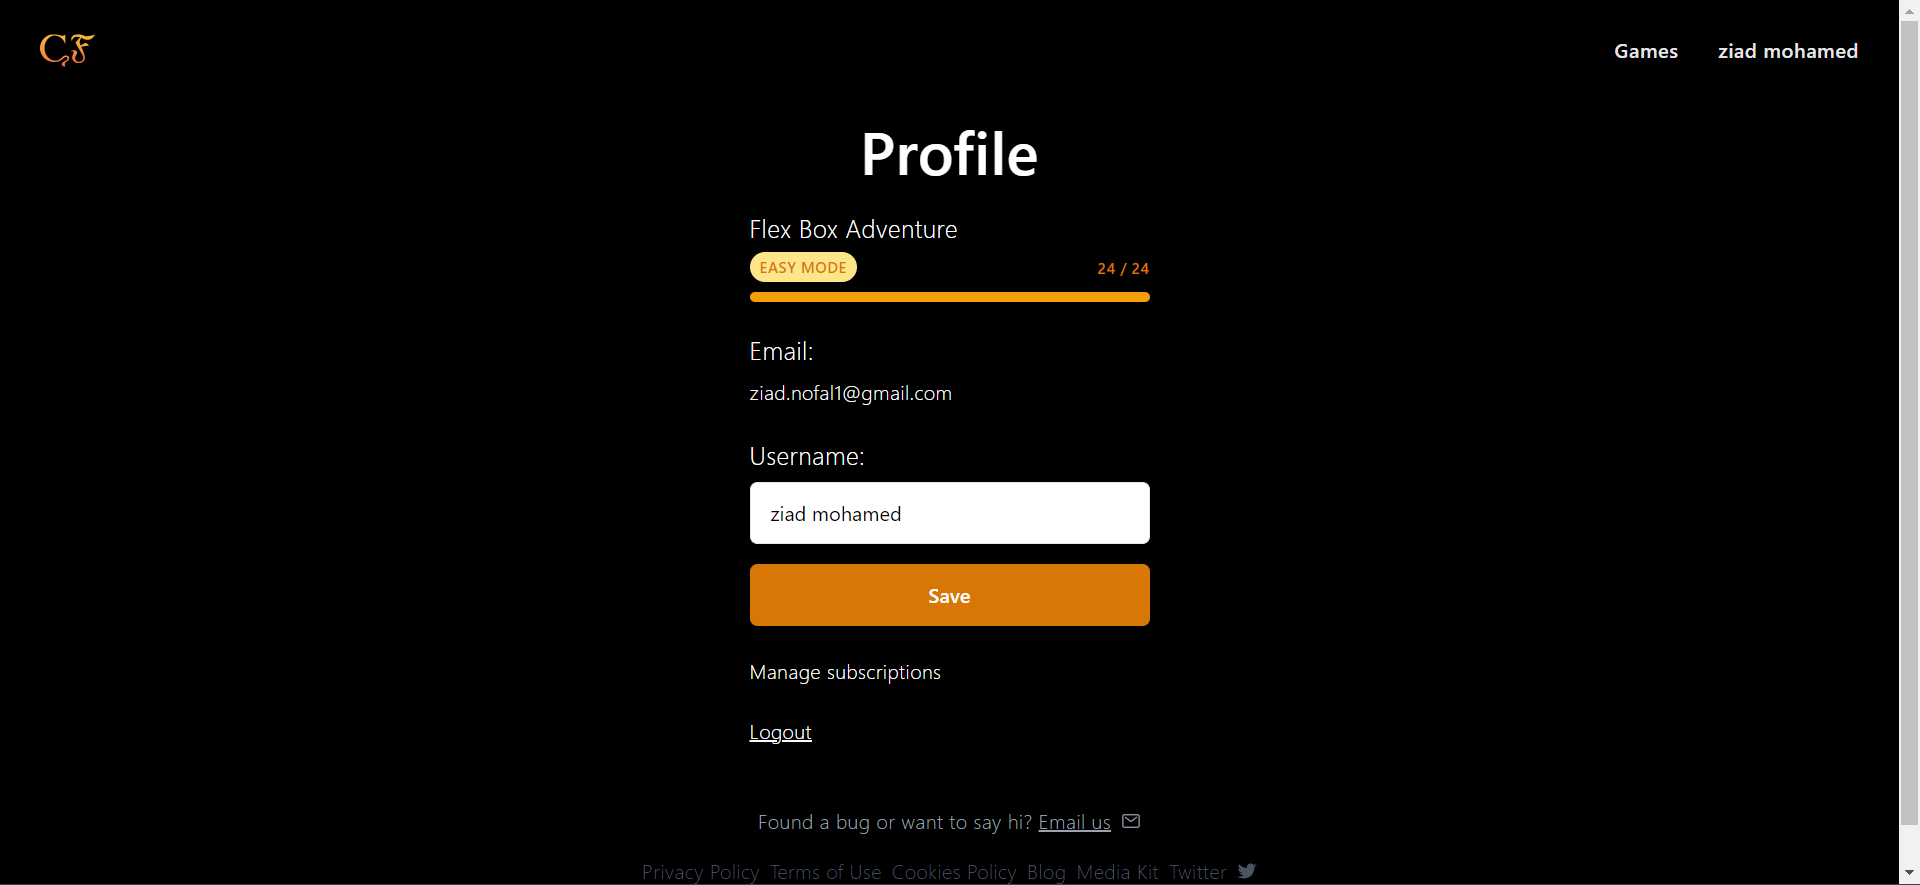 CF
Games ziad mohamed
Profile
Flex Box Adventure
EASY MODE 24 / 24
Email:
ziad.nofal1@gmail.com
Username:
ziad mohamed
Save
Manage subscriptions
Logout
Found a bug or want to say hi? Email us
Privacy Policy Terms of Use Cookies Policy Blog Media Kit Twitter